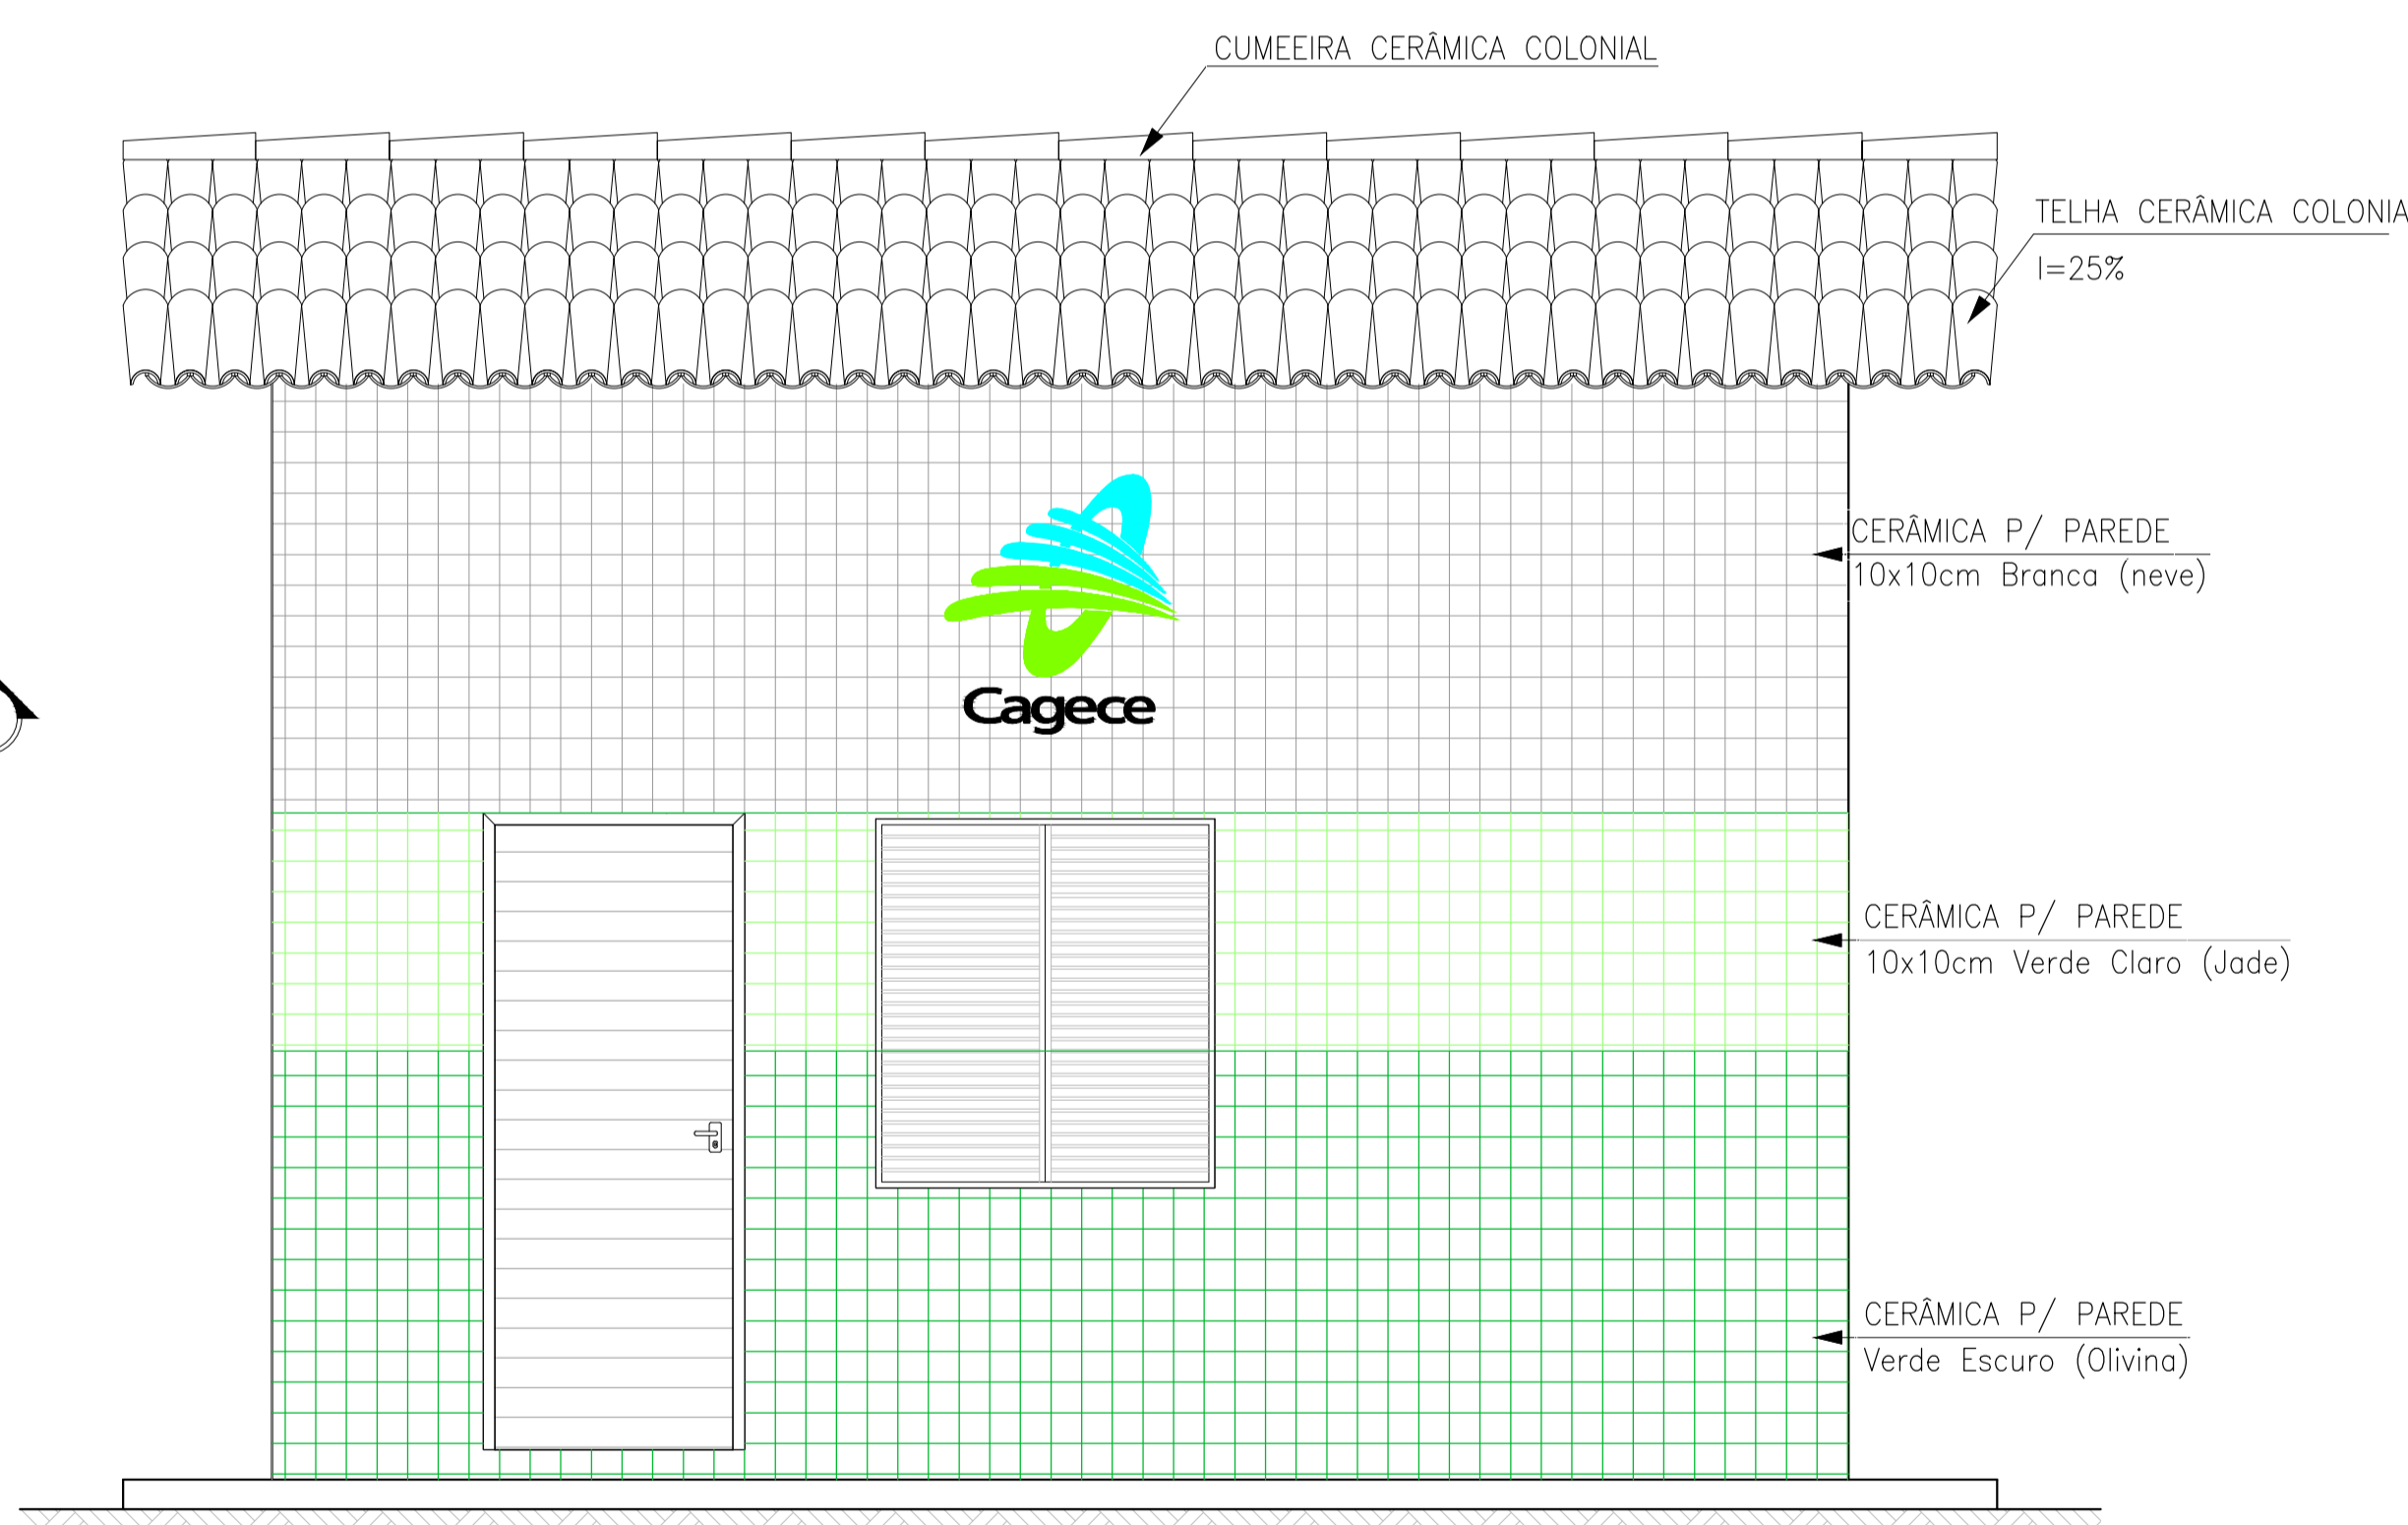 CUMEEIRA CERÂMICA COLONIAL
TELHA CERÂMICA COLONIA
I=25%
CERÂMICA P/ PAREDE
10x10cm Branca (neve)
Cagece
CERÂMICA P/ PAREDE
10x10cm Verde Claro (Jade)
CERÂMICA P/ PAREDE
Verde Escuro (Olivina)